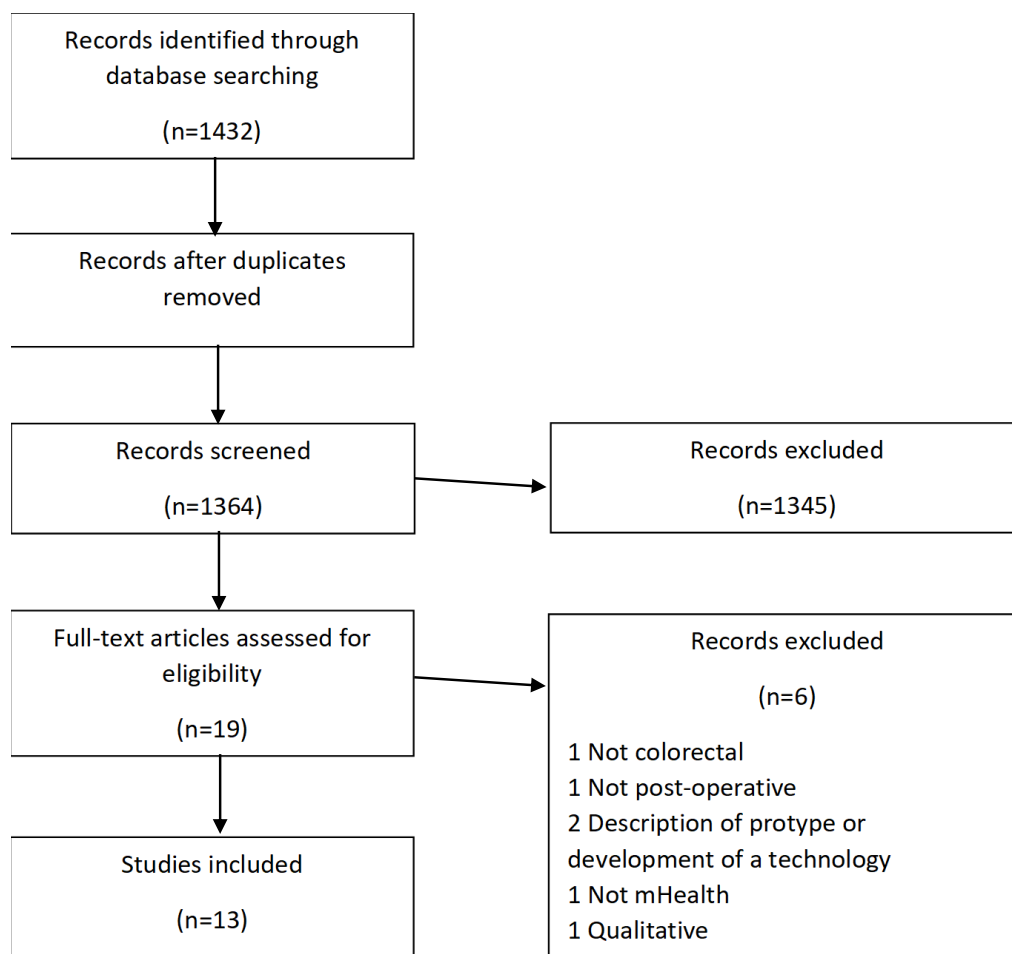 Records identified through
database searching
(n=1432)
Records after duplicates
removed
Records screened
(n=1364)
Records excluded
(n=1345)
Full-text articles assessed for
eligibility
(n=19)
Records excluded
(n=6)
1 Not colorectal
1 Not post-operative
2 Description of protype or
development of a technology
1 Not mHealth
1 Qualitative
Studies included
(n=13)